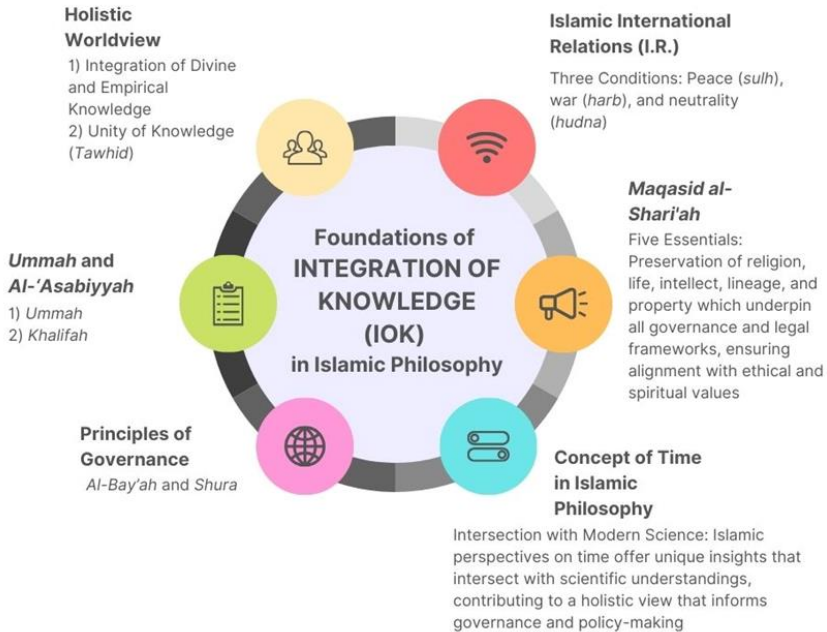 Holistic
Worldview
1) Integration of Divine
and Empirical
Knowledge
2) Unity of Knowledge
(Tawhid)
Islamic International
Relations (I.R.)
Three Conditions: Peace (sulh),
war (harb), and neutrality
(hudna)
Maqasid al-
Shari'ah
Five Essentials:
Preservation of religion,
life, intellect, lineage, and
property which underpin
all governance and legal
frameworks, ensuring
alignment with ethical and
spiritual values
Ummah and
Al-‘Asabiyyah
1) Ummah
2) Khalifah
Foundations of
INTEGRATION OF
KNOWLEDGE
(IOK)
in Islamic Philosophy
Principles of
Governance
Al-Bay'ah and Shura
Concept of Time
in Islamic
Philosophy
Intersection with Modern Science: Islamic
perspectives on time offer unique insights that
intersect with scientific understandings,
contributing to a holistic view that informs
governance and policy-making